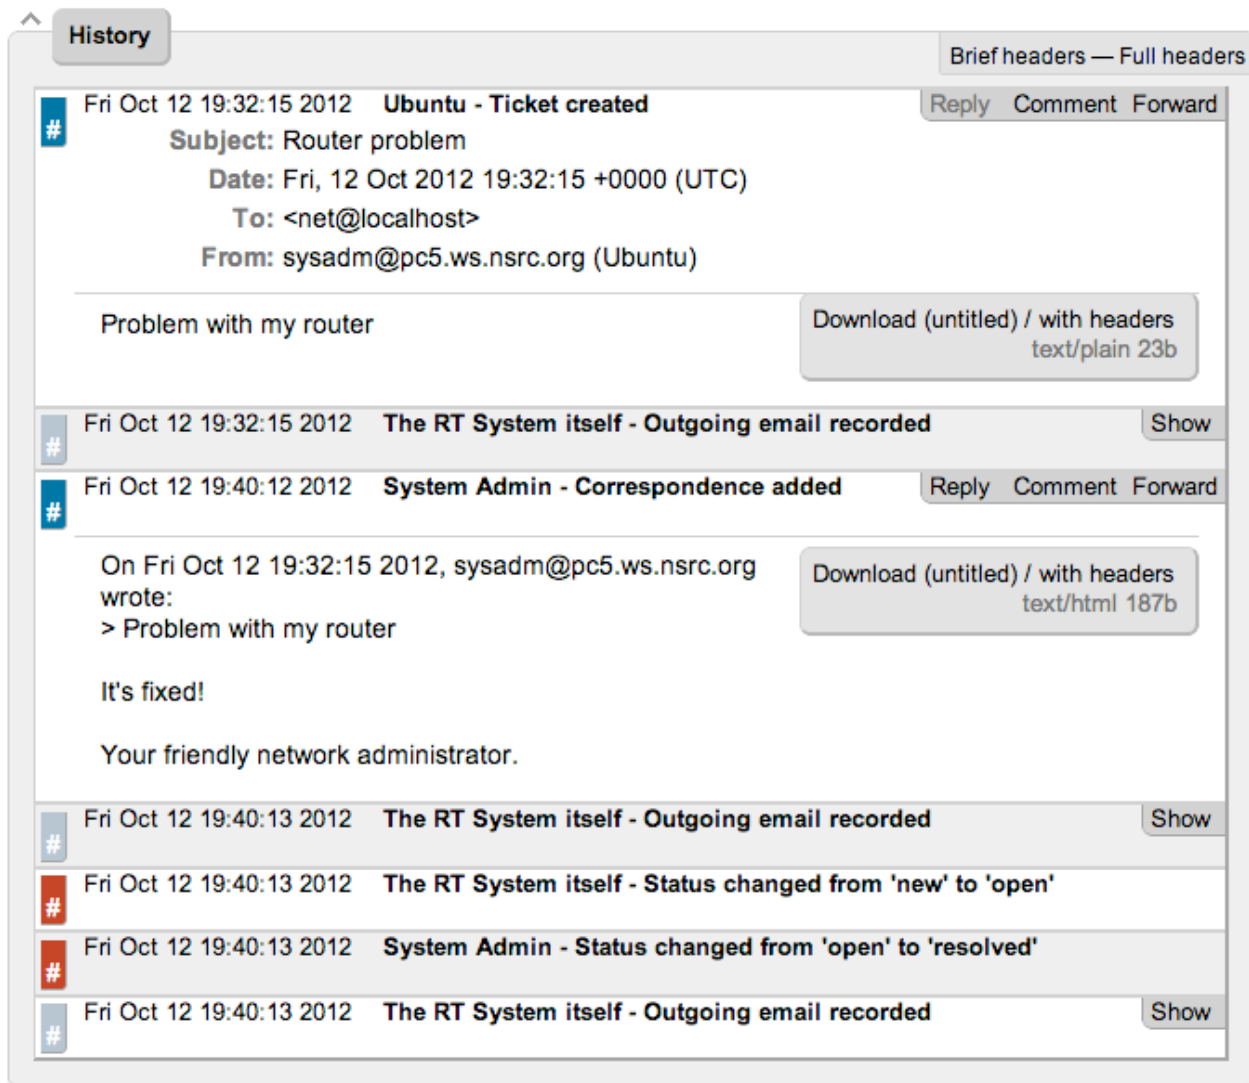 History
Brief headers — Full headers
# Fri Oct 12 19:32:15 2012 Ubuntu - Ticket created Reply Comment Forward
Subject: Router problem
Date: Fri, 12 Oct 2012 19:32:15 +0000 (UTC)
To: <net@localhost>
From: sysadm@pc5.ws.nsrc.org (Ubuntu)
Problem with my router
Download (untitled) / with headers
text/plain 23b
# Fri Oct 12 19:32:15 2012 The RT System itself - Outgoing email recorded Show
# Fri Oct 12 19:40:12 2012 System Admin - Correspondence added Reply Comment Forward
On Fri Oct 12 19:32:15 2012, sysadm@pc5.ws.nsrc.org
wrote:
> Problem with my router
Download (untitled) / with headers
text/html 187b
It's fixed!
Your friendly network administrator.
# Fri Oct 12 19:40:13 2012 The RT System itself - Outgoing email recorded Show
# Fri Oct 12 19:40:13 2012 The RT System itself - Status changed from 'new' to 'open'
# Fri Oct 12 19:40:13 2012 System Admin - Status changed from 'open' to 'resolved'
# Fri Oct 12 19:40:13 2012 The RT System itself - Outgoing email recorded Show